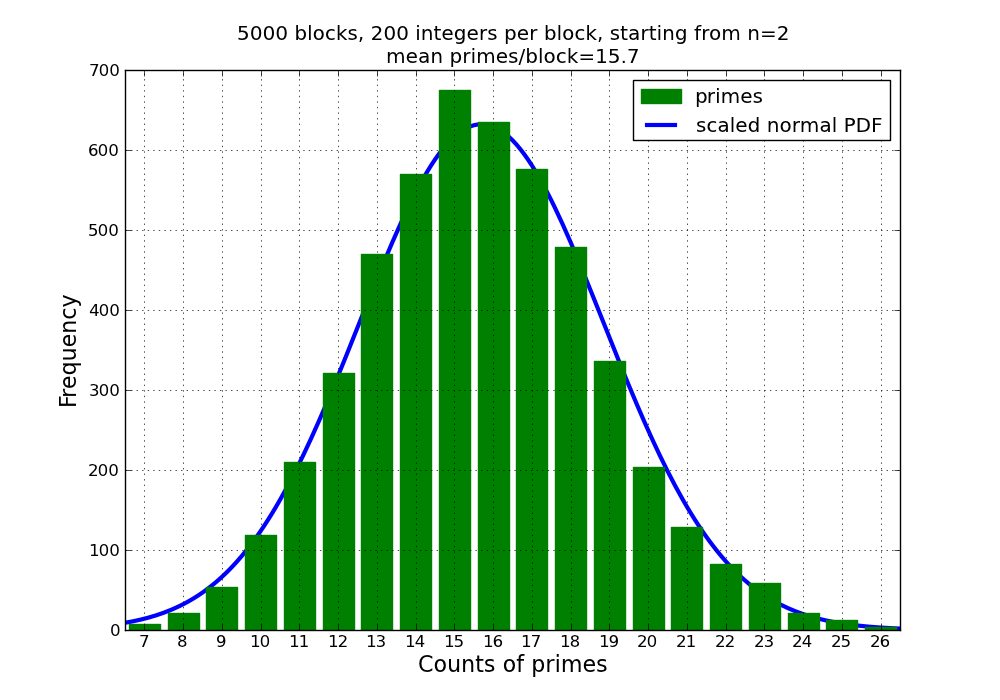 5000 blocks, 200 integers per block, starting from n=2
mean primes/block=15.7
700
600
500
400
300
200
100
0
Frequency
primes
scaled normal PDF
7 8 9 10 11 12 13 14 15 16 17 18 19 20 21 22 23 24 25 26
Counts of primes